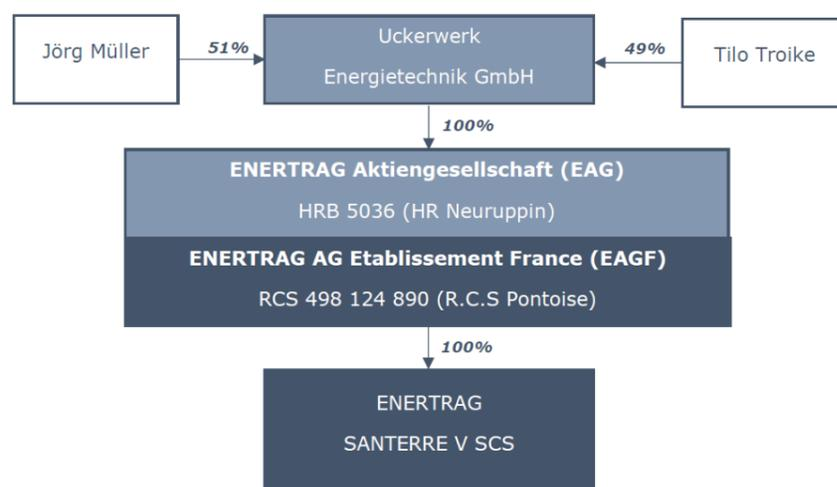 Jörg Müller
51%
Uckerwerk
Energietechnik GmbH
49%
Tilo Troike
100%
ENERTRAG Aktiengesellschaft (EAG)
HRB 5036 (HR Neuruppin)
ENERTRAG AG Etablissement France (EAGF)
RCS 498 124 890 (R.C.S Pontoise)
100%
ENERTRAG
SANTERRE V SCS